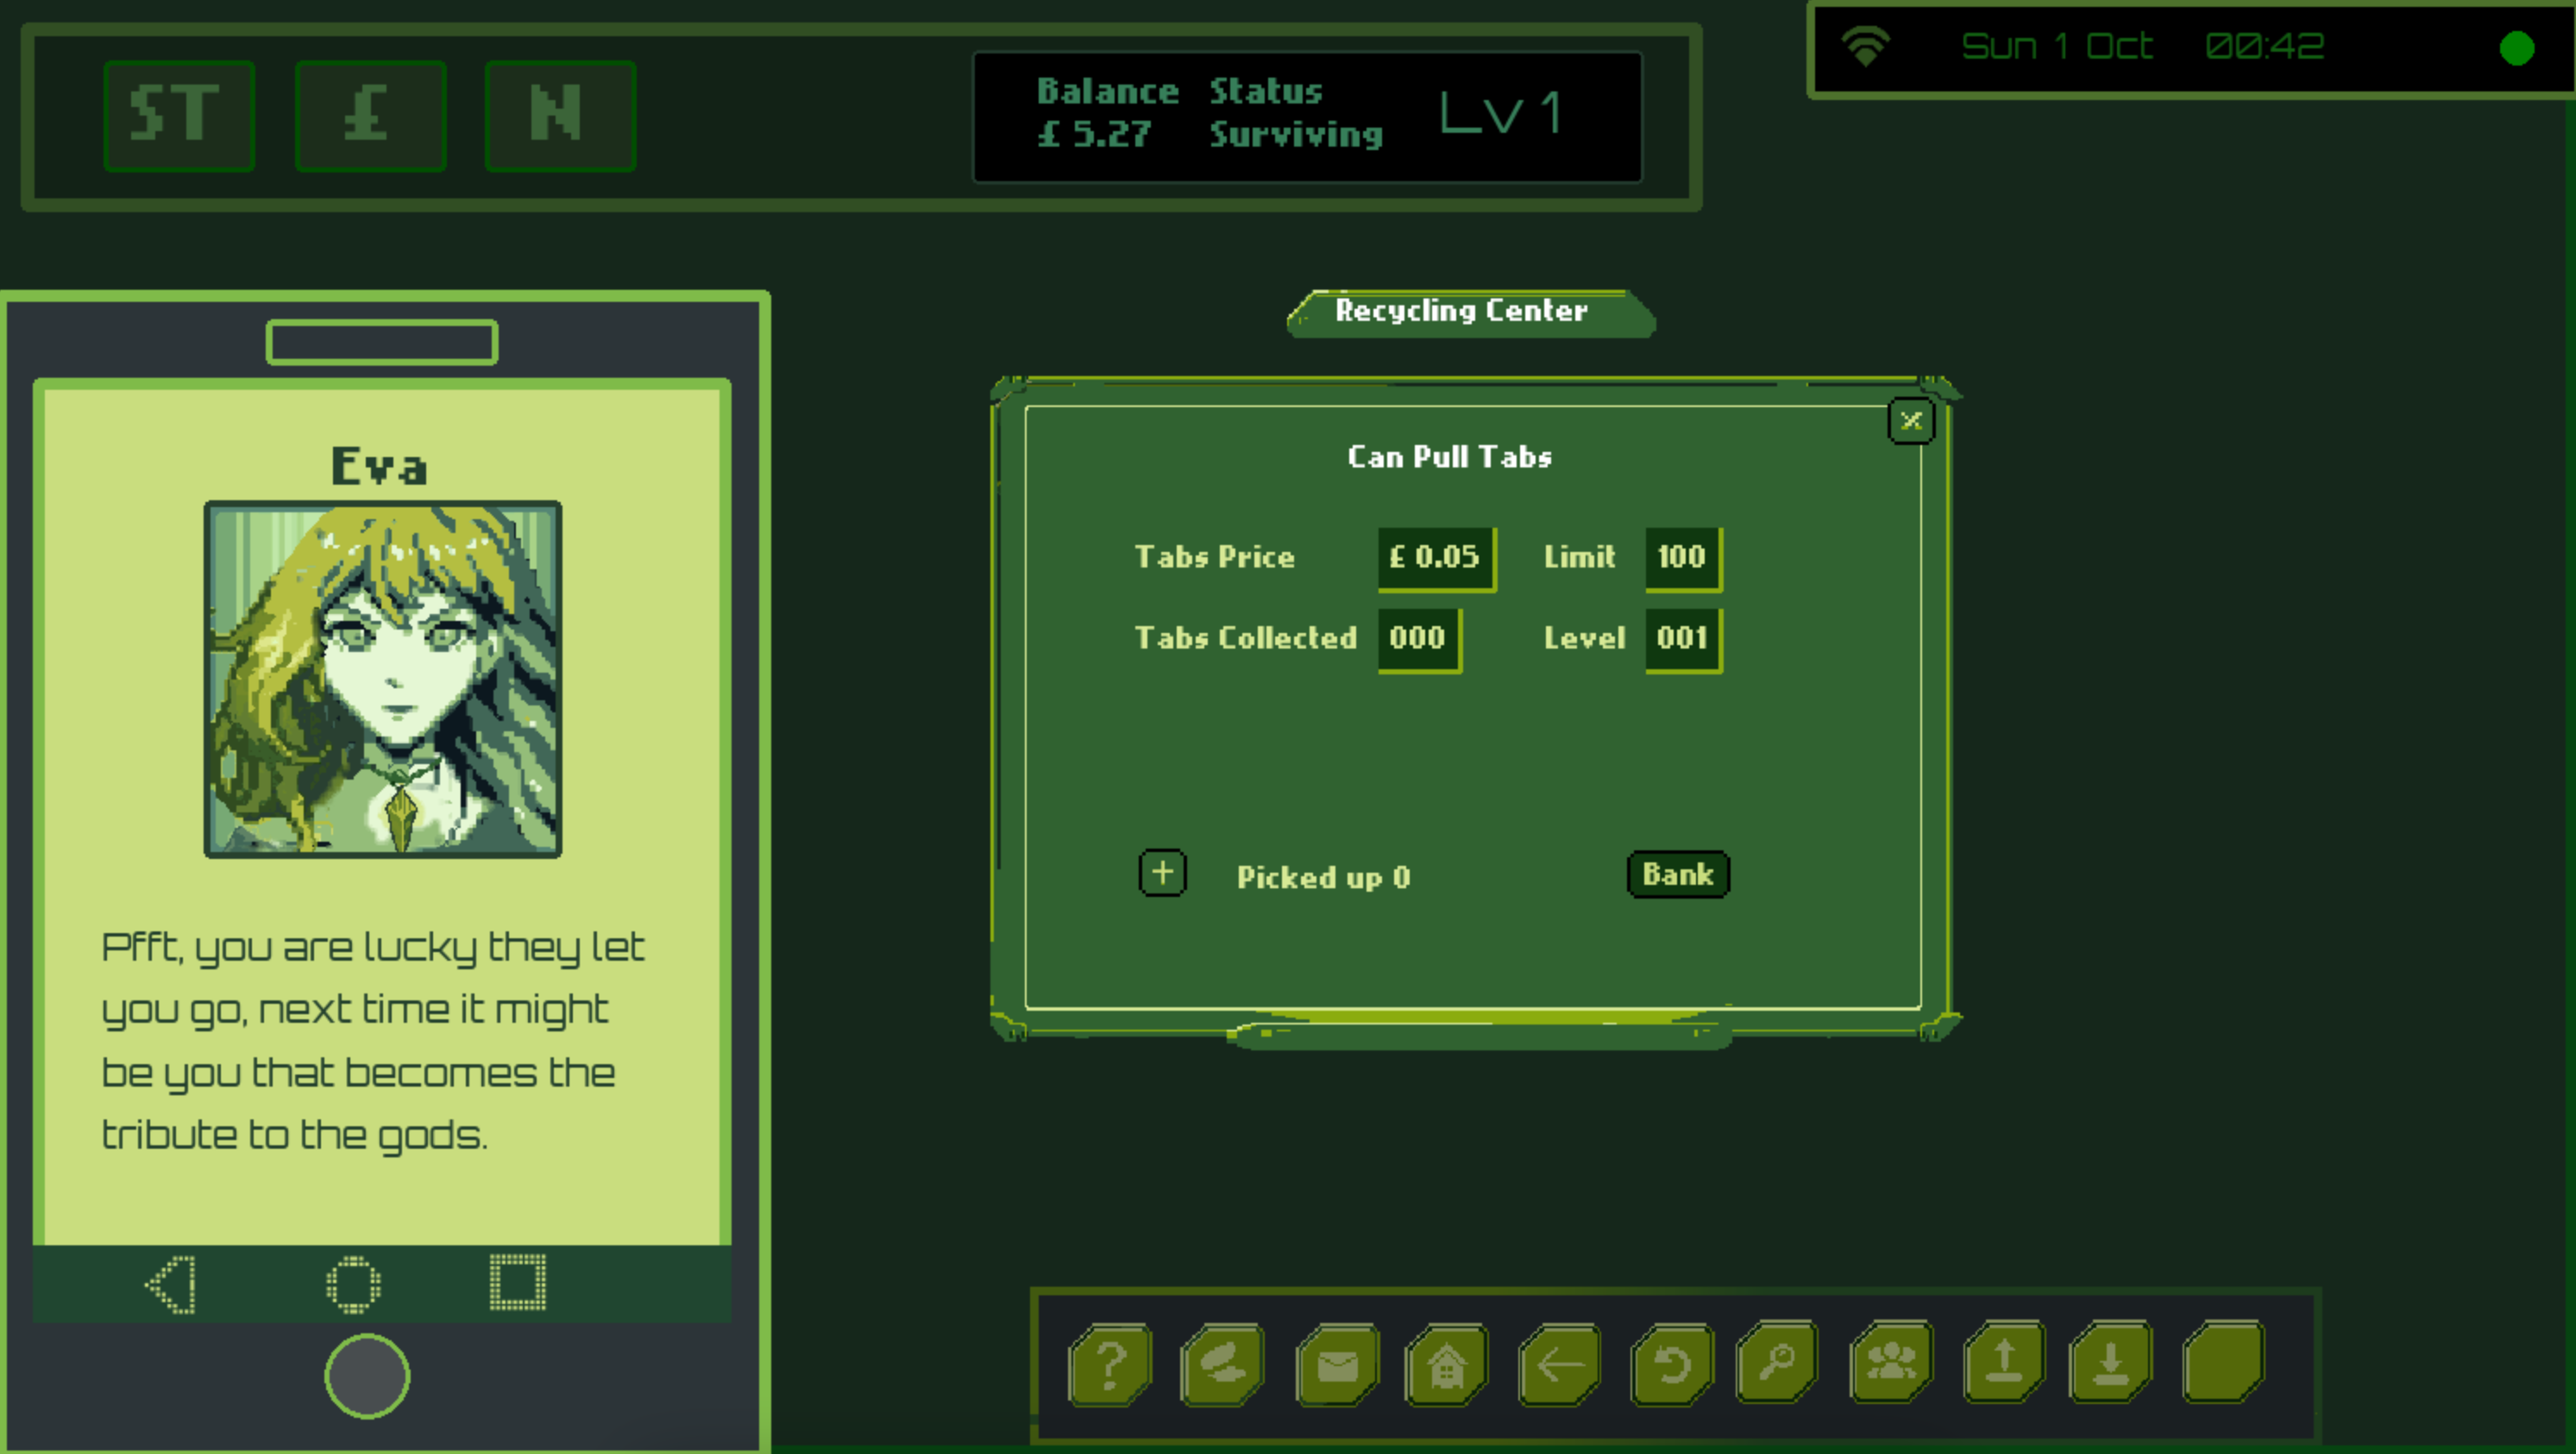 ST £ N
Balance Status
£ 5.27 Surviving
Lv 1
Sun 1 Oct 00:42
Recycling Center
Eva
Pfft, you are lucky they let
you go, next time it might
be you that becomes the
tribute to the gods.
Can Pull Tabs
Tabs Price £ 0.05 Limit 100
Tabs Collected 000 Level 001
+ Picked up 0 Bank
?